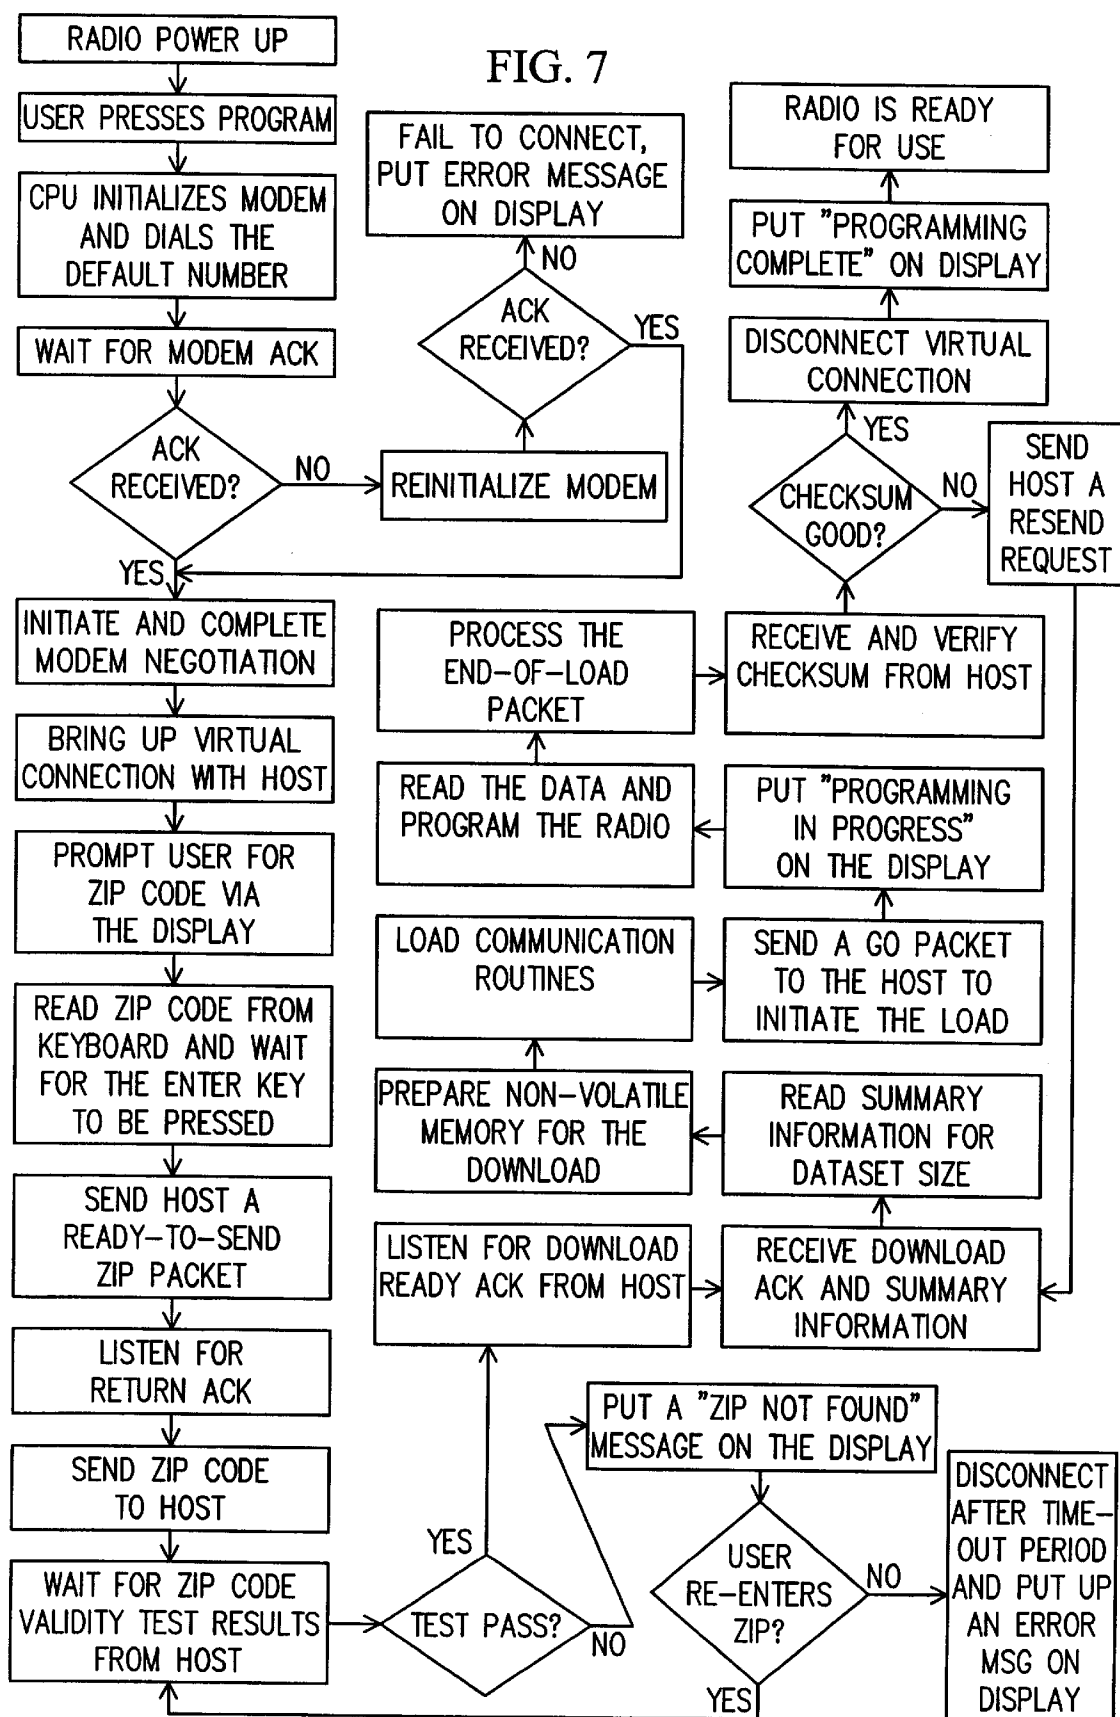 FIG. 7
RADIO POWER UP
USER PRESSES PROGRAM
CPU INITIALIZES MODEM
AND DIALS THE
DEFAULT NUMBER
WAIT FOR MODEM ACK
ACK
RECEIVED?
NO
REINITIALIZE MODEM
ACK
RECEIVED?
NO
FAIL TO CONNECT,
PUT ERROR MESSAGE
ON DISPLAY
YES
YES
INITIATE AND COMPLETE
MODEM NEGOTIATION
BRING UP VIRTUAL
CONNECTION WITH HOST
PROMPT USER FOR
ZIP CODE VIA
THE DISPLAY
READ ZIP CODE FROM
KEYBOARD AND WAIT
FOR THE ENTER KEY
TO BE PRESSED
SEND HOST A
READY-TO-SEND
ZIP PACKET
LISTEN FOR
RETURN ACK
SEND ZIP CODE
TO HOST
WAIT FOR ZIP CODE
VALIDITY TEST RESULTS
FROM HOST
TEST PASS?
NO
PUT A "ZIP NOT FOUND"
MESSAGE ON THE DISPLAY
USER
RE-ENTERS
ZIP?
YES
NO
DISCONNECT
AFTER TIME-
OUT PERIOD
AND PUT UP
AN ERROR
MSG ON
DISPLAY
YES
LISTEN FOR DOWNLOAD
READY ACK FROM HOST
RECEIVE DOWNLOAD
ACK AND SUMMARY
INFORMATION
READ SUMMARY
INFORMATION FOR
DATASET SIZE
PREPARE NON-VOLATILE
MEMORY FOR THE
DOWNLOAD
LOAD COMMUNICATION
ROUTINES
SEND A GO PACKET
TO THE HOST TO
INITIATE THE LOAD
PUT "PROGRAMMING
IN PROGRESS"
ON THE DISPLAY
READ THE DATA AND
PROGRAM THE RADIO
PROCESS THE
END-OF-LOAD
PACKET
RECEIVE AND VERIFY
CHECKSUM FROM HOST
CHECKSUM
GOOD?
NO
SEND
HOST A
RESEND
REQUEST
YES
DISCONNECT VIRTUAL
CONNECTION
PUT "PROGRAMMING
COMPLETE" ON DISPLAY
RADIO IS READY
FOR USE